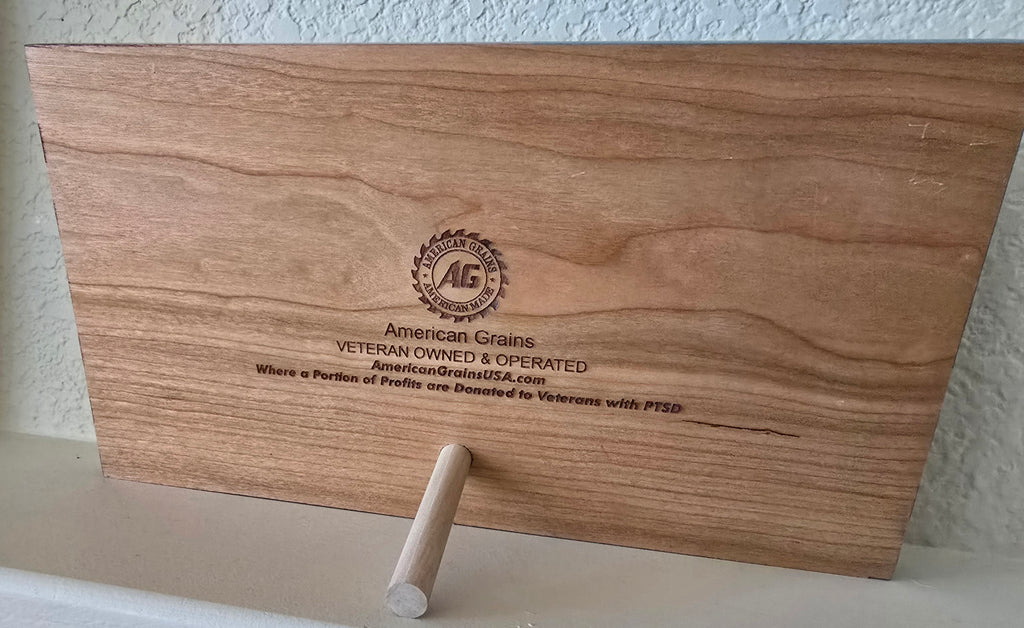 AMERICAN GRAINS
AG
AMERICAN MADE
American Grains
VETERAN OWNED & OPERATED
AmericanGrainsUSA.com
Where a Portion of Profits are Donated to Veterans with PTSD